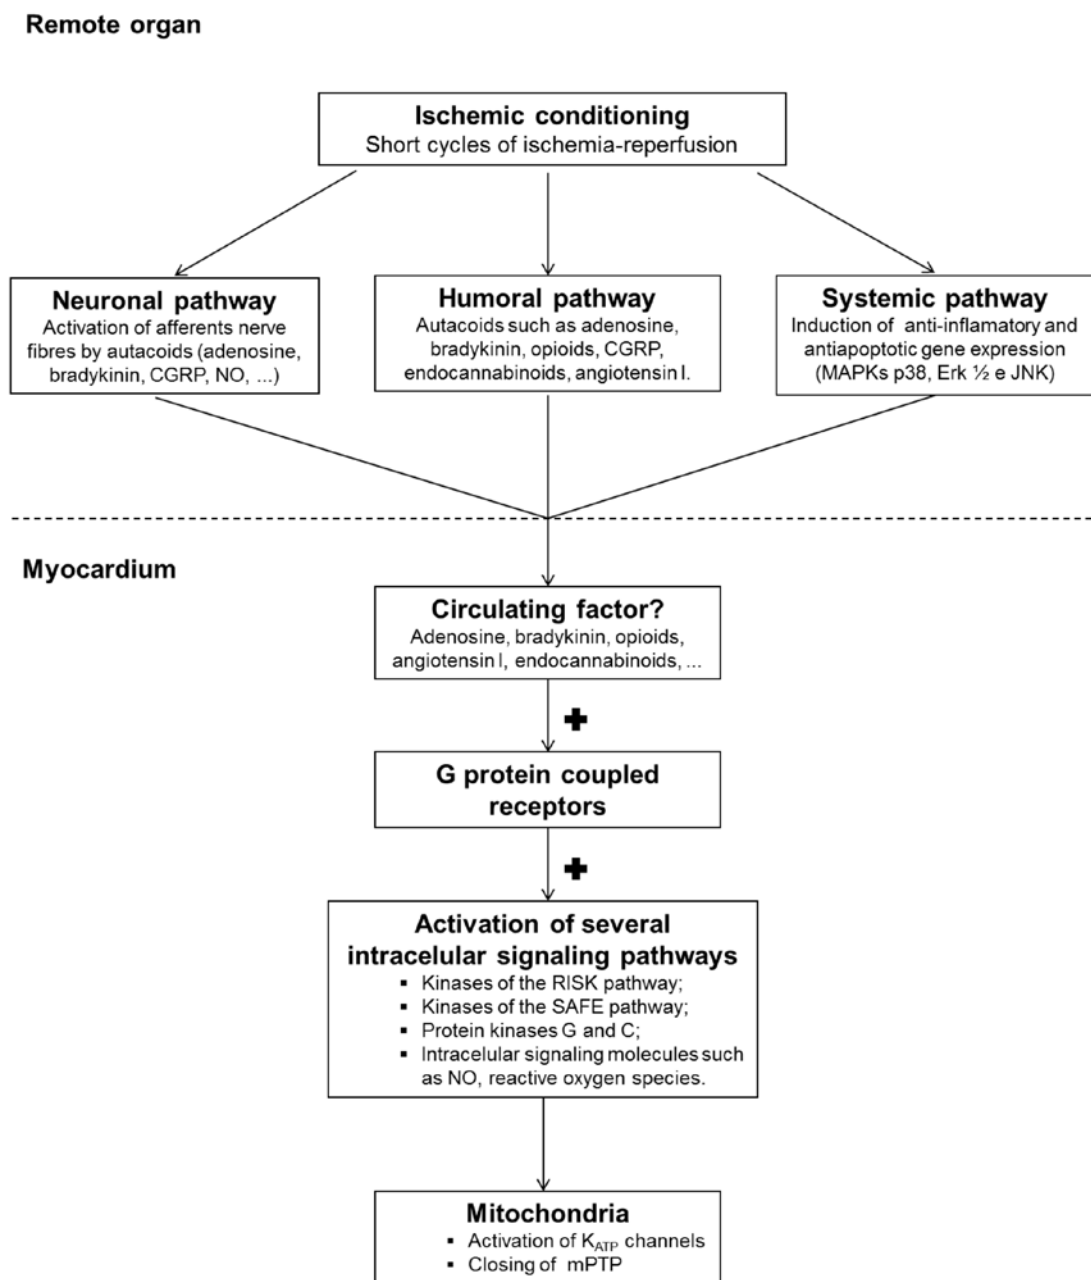 Remote organ
Ischemic conditioning
Short cycles of ischemia-reperfusion
Neuronal pathway
Activation of afferents nerve
fibres by autacoids (adenosine,
bradykinin, CGRP, NO, ...)
Humoral pathway
Autacoids such as adenosine,
bradykinin, opioids, CGRP,
endocannabinoids, angiotensin I.
Systemic pathway
Induction of anti-inflamatory and
antiapoptotic gene expression
(MAPKs p38, Erk ½ e JNK)
Myocardium
Circulating factor?
Adenosine, bradykinin, opioids,
angiotensin I, endocannabinoids, ...
G protein coupled
receptors
Activation of several
intracelular signaling pathways
▪ Kinases of the RISK pathway;
▪ Kinases of the SAFE pathway;
▪ Protein kinases G and C;
▪ Intracelular signaling molecules such
as NO, reactive oxygen species.
Mitochondria
▪ Activation of K_ATP channels
▪ Closing of mPTP